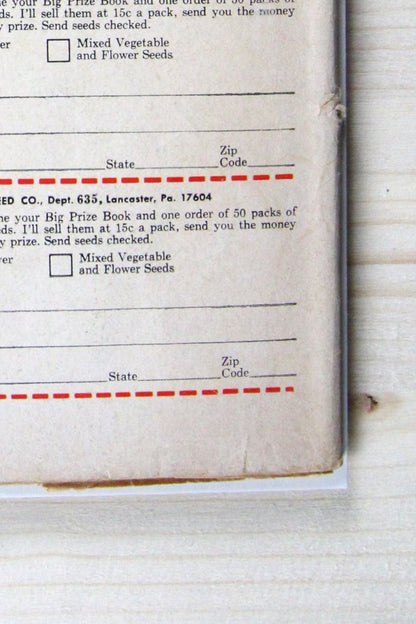 e your Big Prize Book and one order of 50 packs of
ds. I'll sell them at 15c a pack, send you the money
y prize. Send seeds checked.
er
Mixed Vegetable
and Flower Seeds
State
Zip
Code
EED CO., Dept. 635, Lancaster, Pa. 17604
me your Big Prize Book and one order of 50 packs of
eds. I'll sell them at 15c a pack, send you the money
y prize. Send seeds checked.
ver
Mixed Vegetable
and Flower Seeds
State
Zip
Code